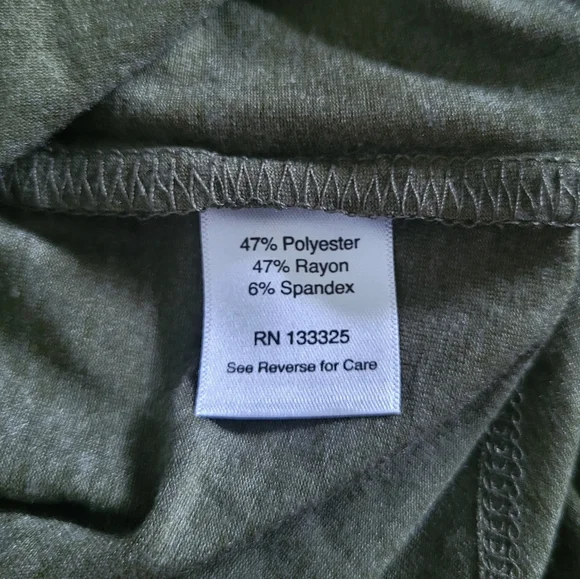 47% Polyester
47% Rayon
6% Spandex
RN 133325
See Reverse for Care